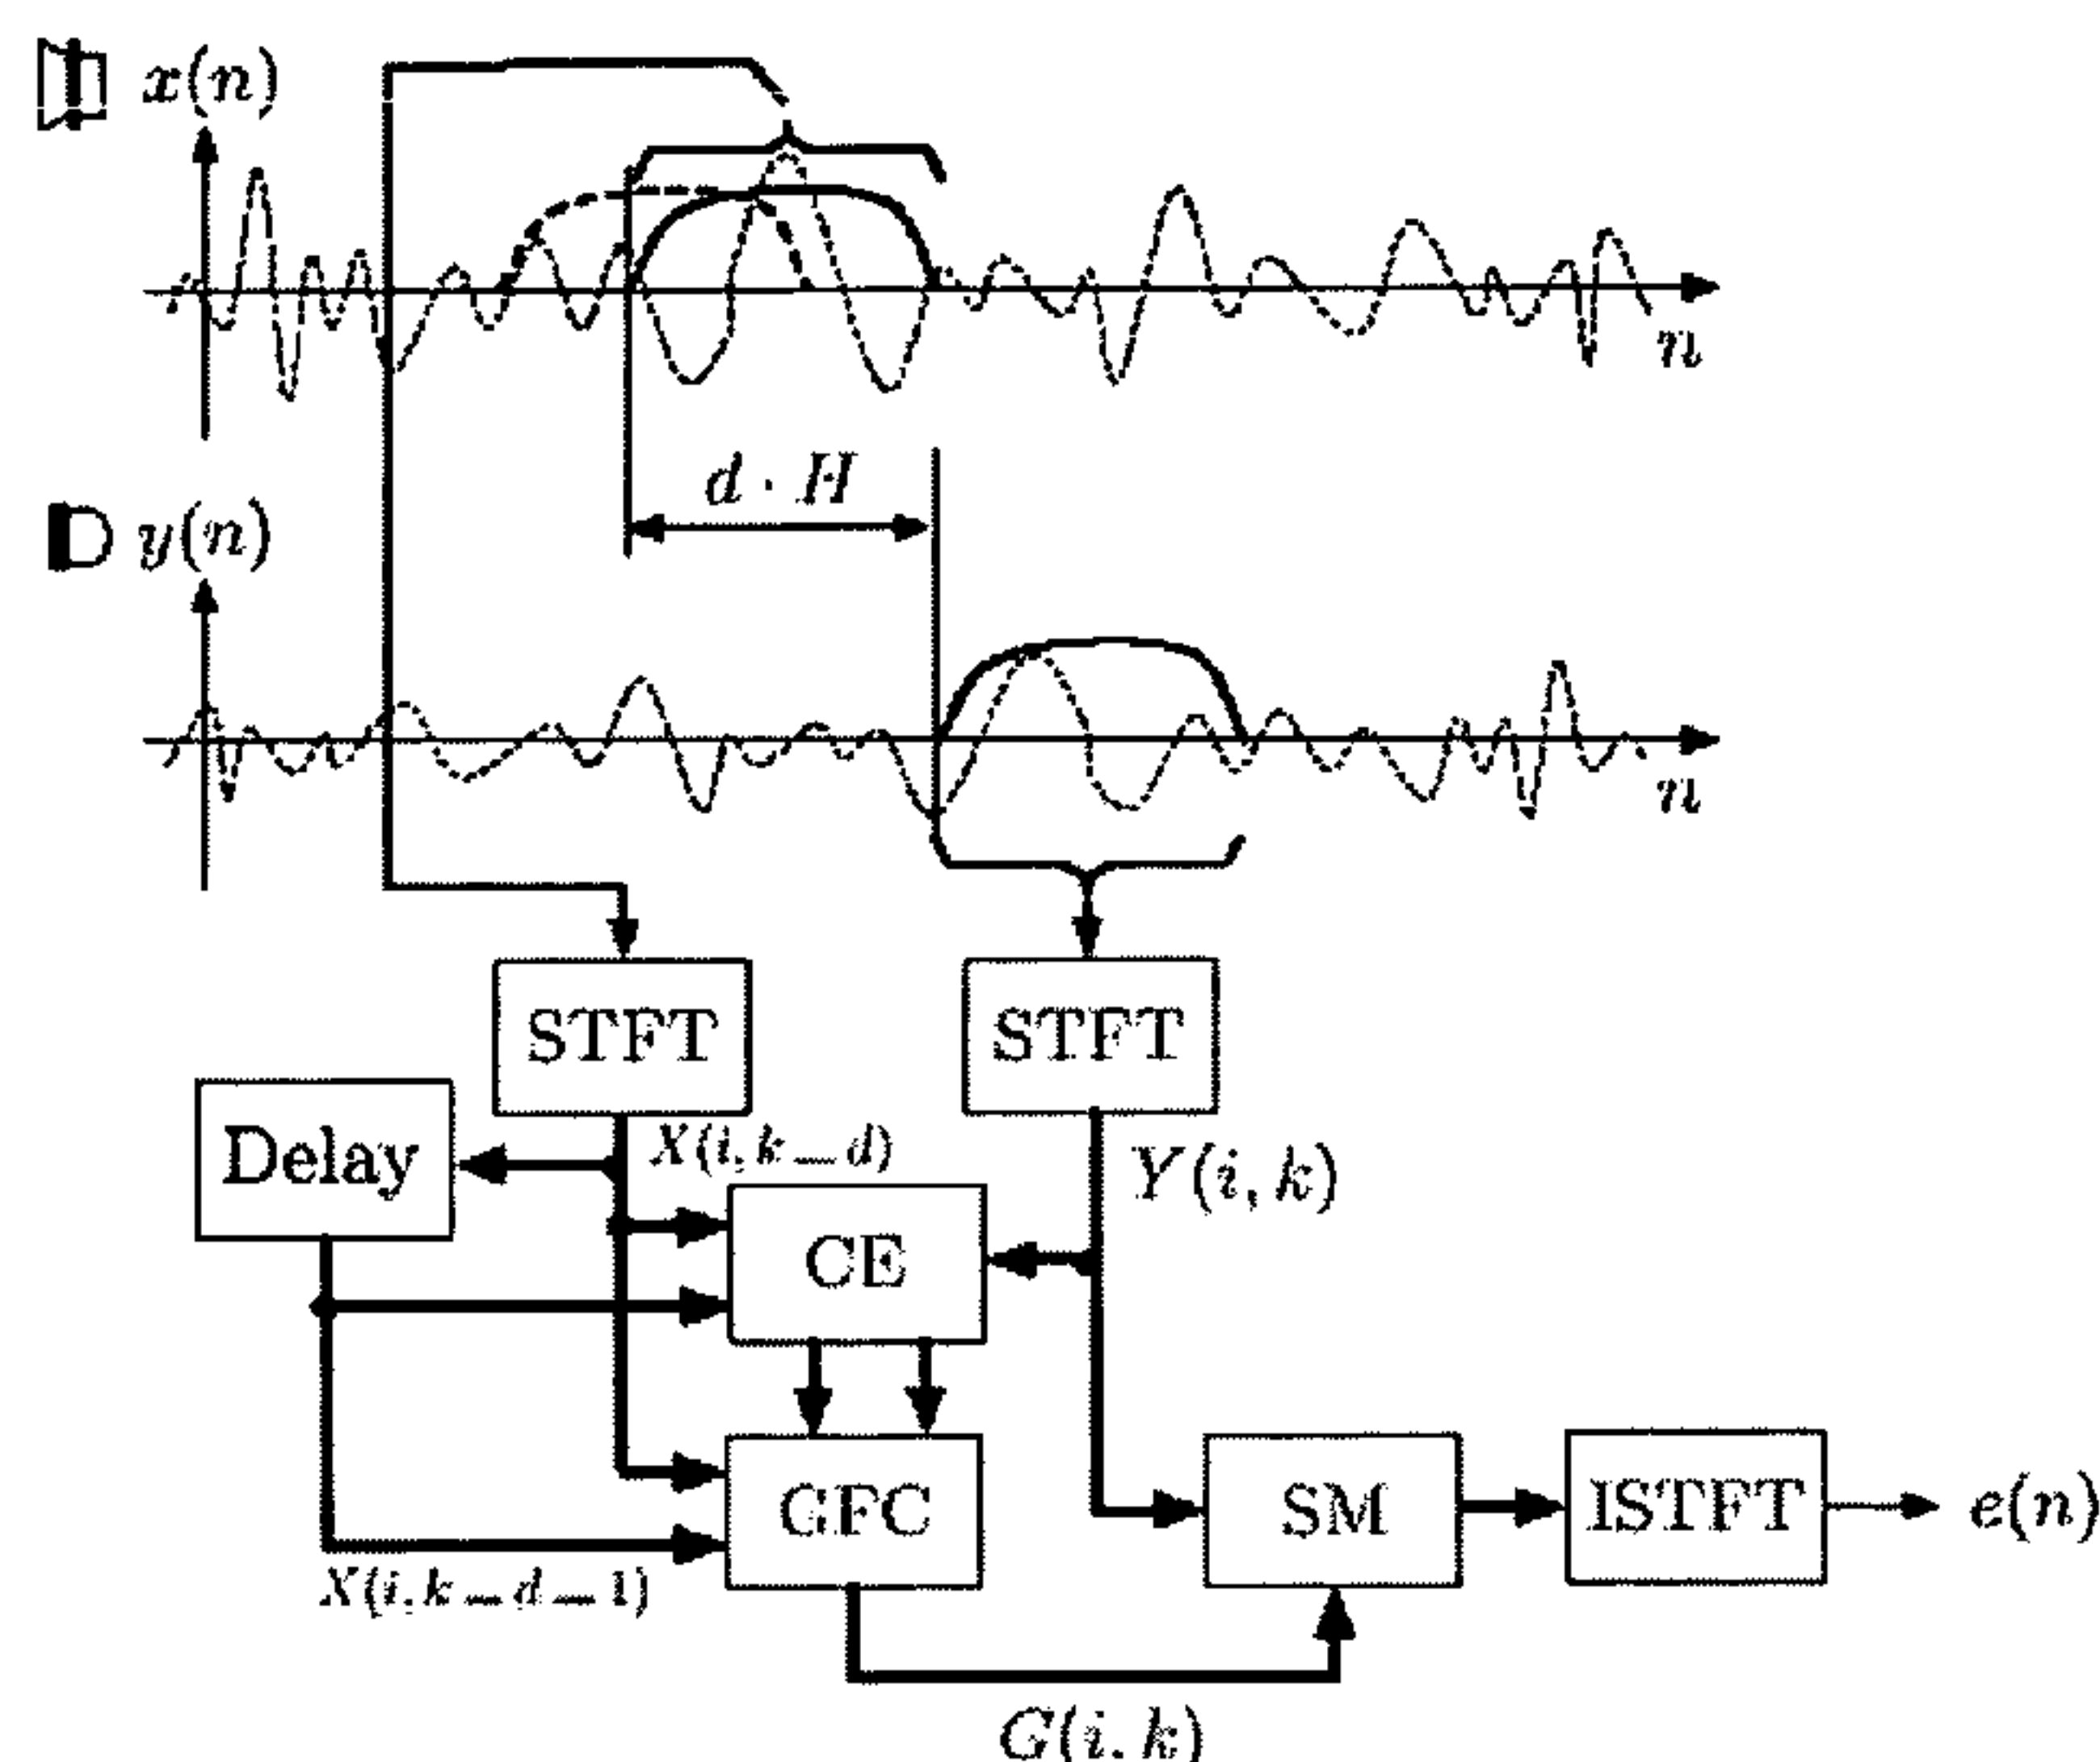 x(n)
n
d · H
y(n)
n
STFT
STFT
Delay
X(i, k - d)
Y(i, k)
CE
GFC
SM
ISTFT
e(n)
X(i, k - d - 1)
G(i, k)